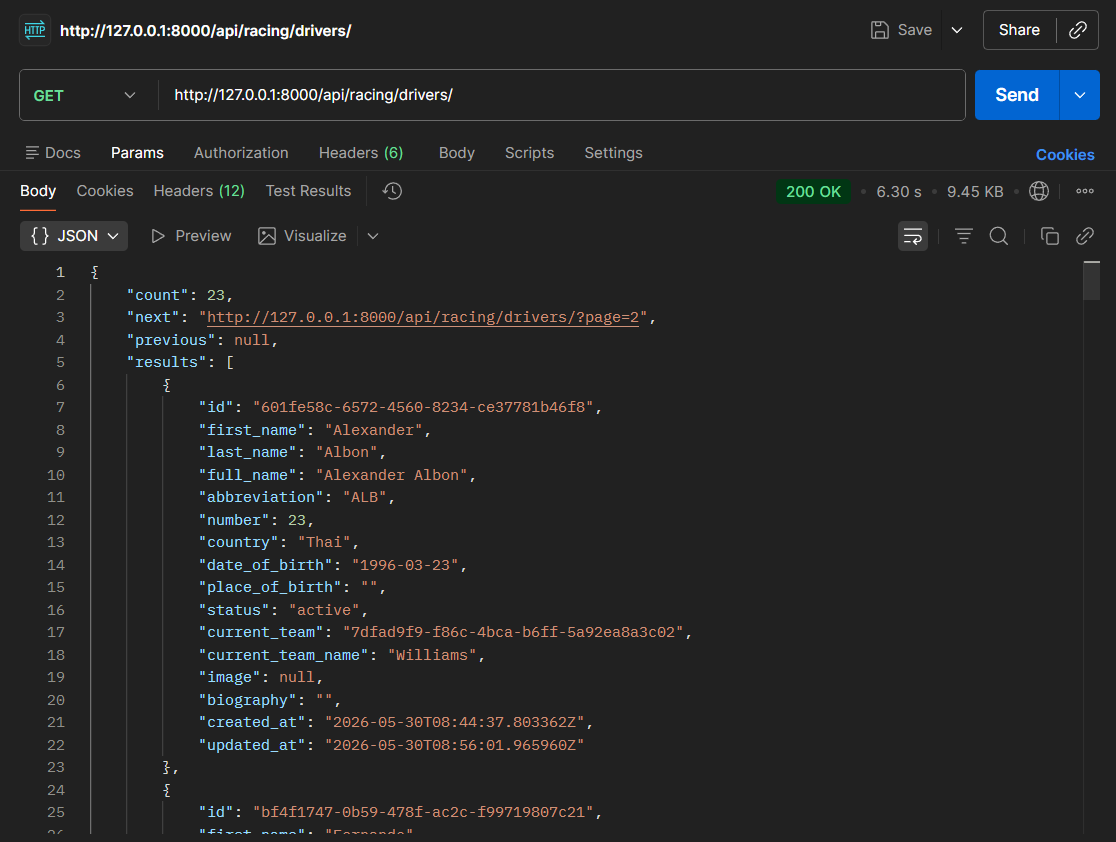 HTTP http://127.0.0.1:8000/api/racing/drivers/ Save Share
GET http://127.0.0.1:8000/api/racing/drivers/ Send
Docs Params Authorization Headers (6) Body Scripts Settings Cookies
Body Cookies Headers (12) Test Results 200 OK • 6.30 s • 9.45 KB •
{} JSON Preview Visualize
1 {
2 "count": 23,
3 "next": "http://127.0.0.1:8000/api/racing/drivers/?page=2",
4 "previous": null,
5 "results": [
6 {
7 "id": "601fe58c-6572-4560-8234-ce37781b46f8",
8 "first_name": "Alexander",
9 "last_name": "Albon",
10 "full_name": "Alexander Albon",
11 "abbreviation": "ALB",
12 "number": 23,
13 "country": "Thai",
14 "date_of_birth": "1996-03-23",
15 "place_of_birth": "",
16 "status": "active",
17 "current_team": "7dfad9f9-f86c-4bca-b6ff-5a92ea8a3c02",
18 "current_team_name": "Williams",
19 "image": null,
20 "biography": "",
21 "created_at": "2026-05-30T08:44:37.803362Z",
22 "updated_at": "2026-05-30T08:56:01.965960Z"
23 },
24 {
25 "id": "bf4f1747-0b59-478f-ac2c-f99719807c21",
26 "first_name": "Fernando"